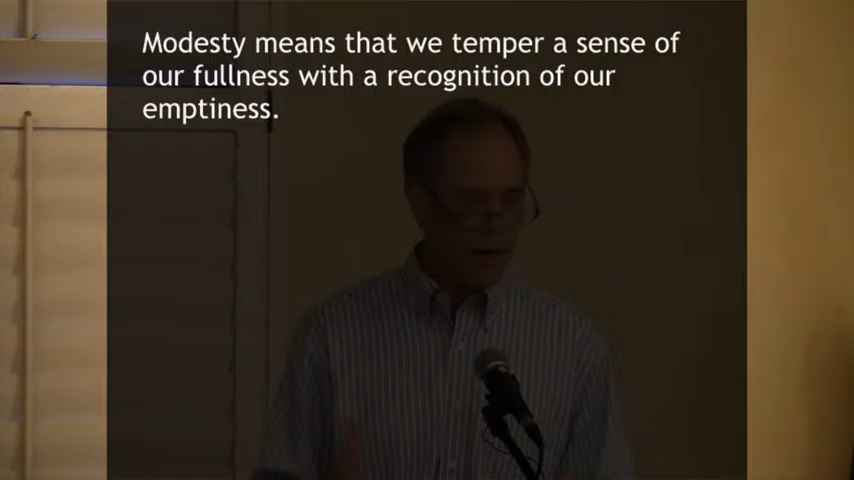 Modesty means that we temper a sense of
our fullness with a recognition of our
emptiness.